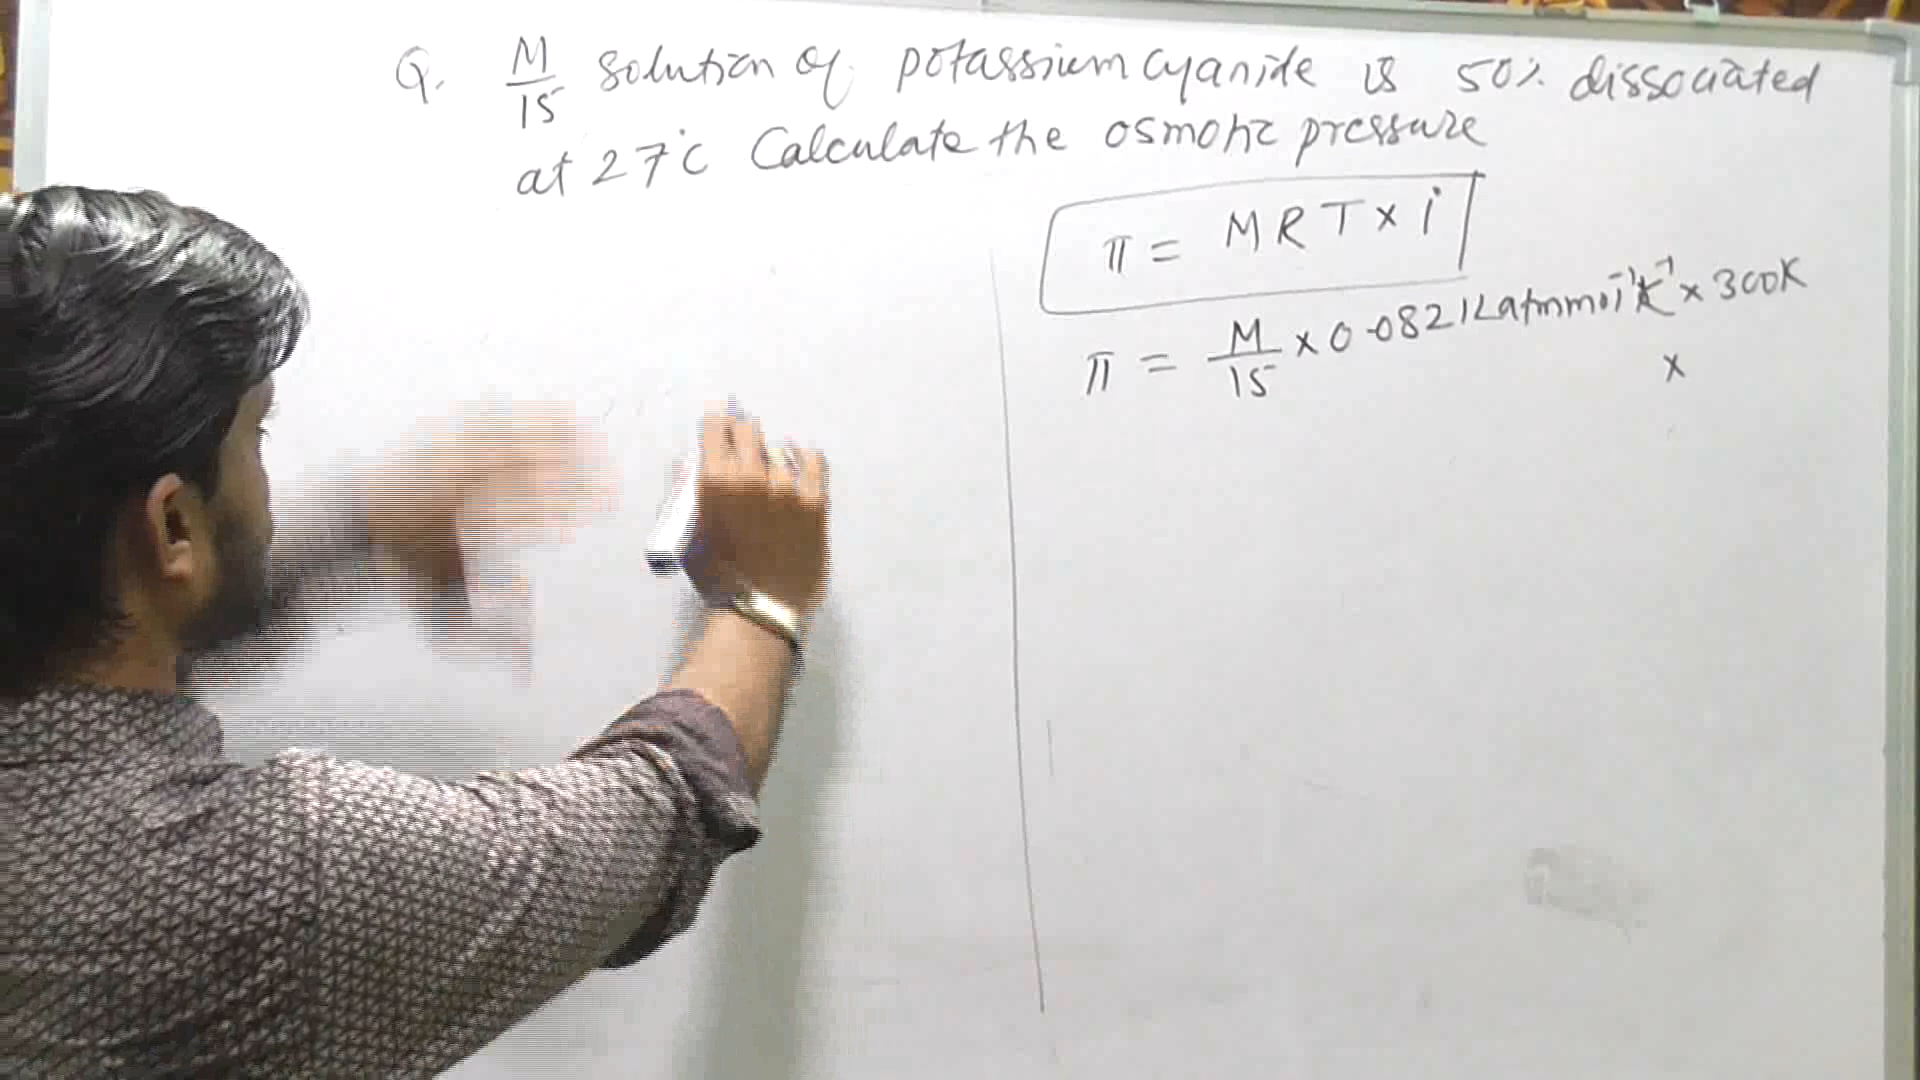 Q. M/15 solution of potassium cyanide is 50% dissociated
at 27°C Calculate the osmotic pressure
π = MRT × i
π = M/15 × 0.0821 L atm mol⁻¹ K⁻¹ × 300K
×